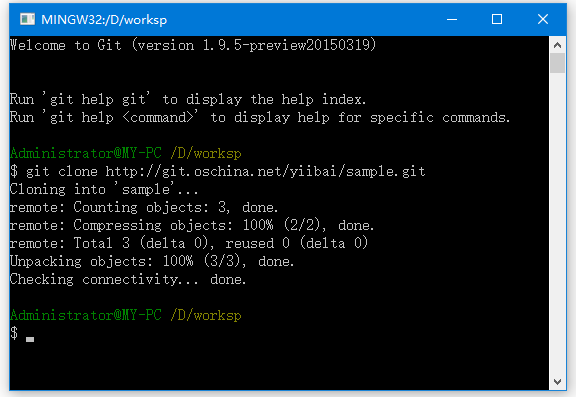 MINGW32:/D/worksp
Welcome to Git (version 1.9.5-preview20150319)
Run 'git help git' to display the help index.
Run 'git help <command>' to display help for specific commands.
Administrator@MY-PC /D/worksp
$ git clone http://git.oschina.net/yiibai/sample.git
Cloning into 'sample'...
remote: Counting objects: 3, done.
remote: Compressing objects: 100% (2/2), done.
remote: Total 3 (delta 0), reused 0 (delta 0)
Unpacking objects: 100% (3/3), done.
Checking connectivity... done.
Administrator@MY-PC /D/worksp
$